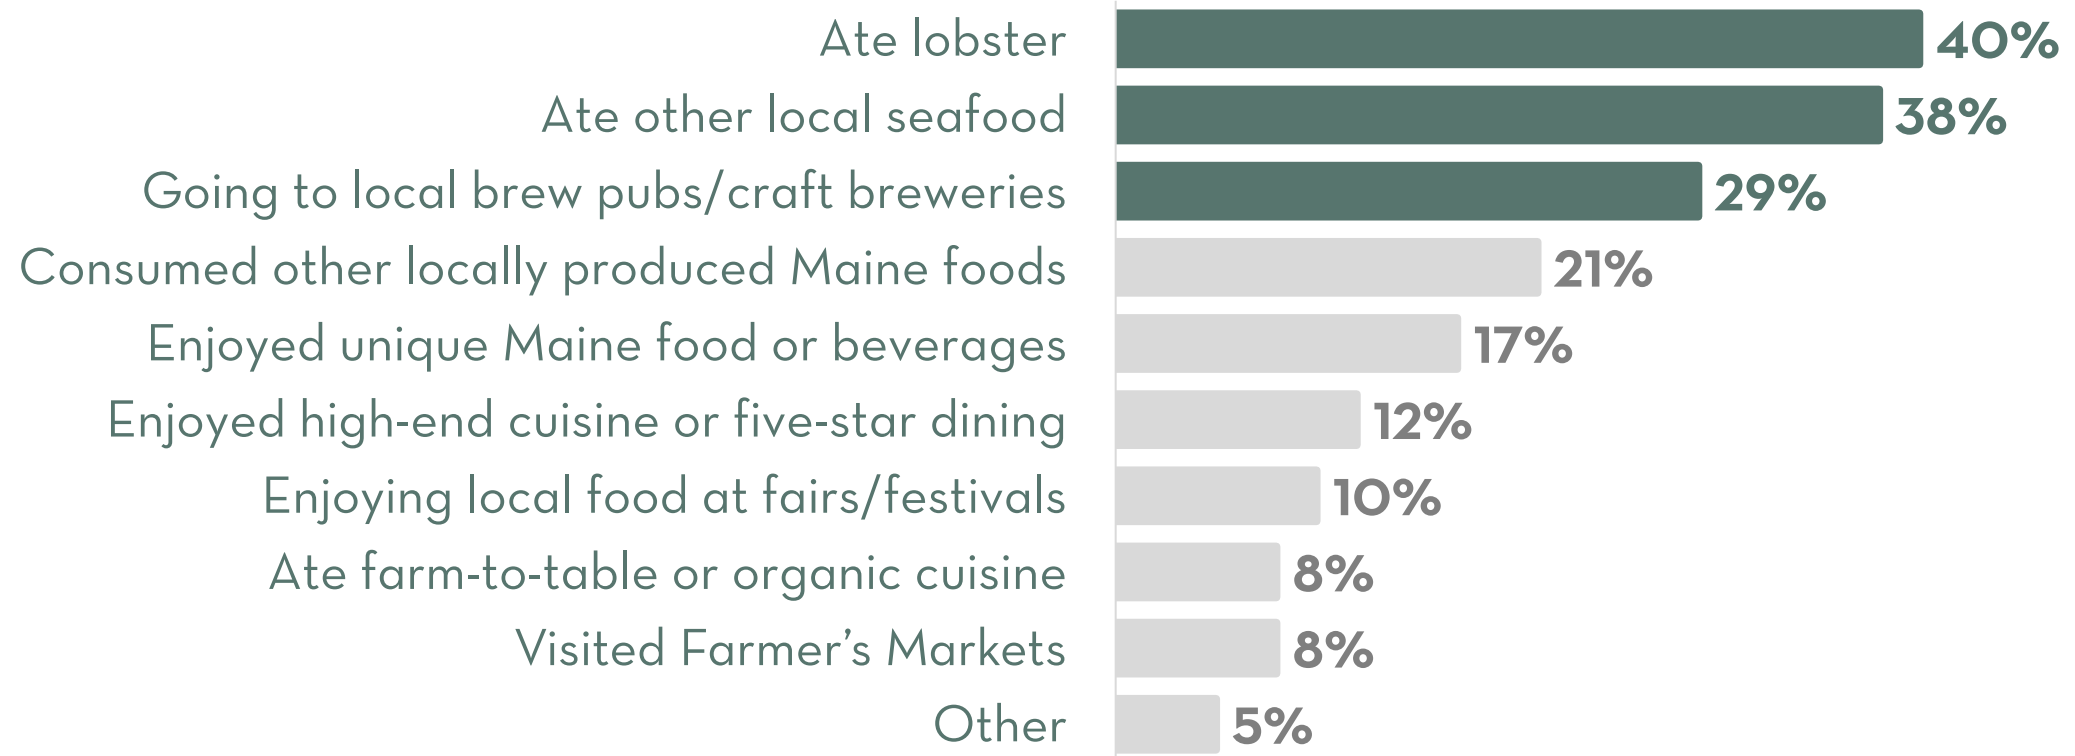 Ate lobster 40%
Ate other local seafood 38%
Going to local brew pubs/craft breweries 29%
Consumed other locally produced Maine foods 21%
Enjoyed unique Maine food or beverages 17%
Enjoyed high-end cuisine or five-star dining 12%
Enjoying local food at fairs/festivals 10%
Ate farm-to-table or organic cuisine 8%
Visited Farmer’s Markets 8%
Other 5%